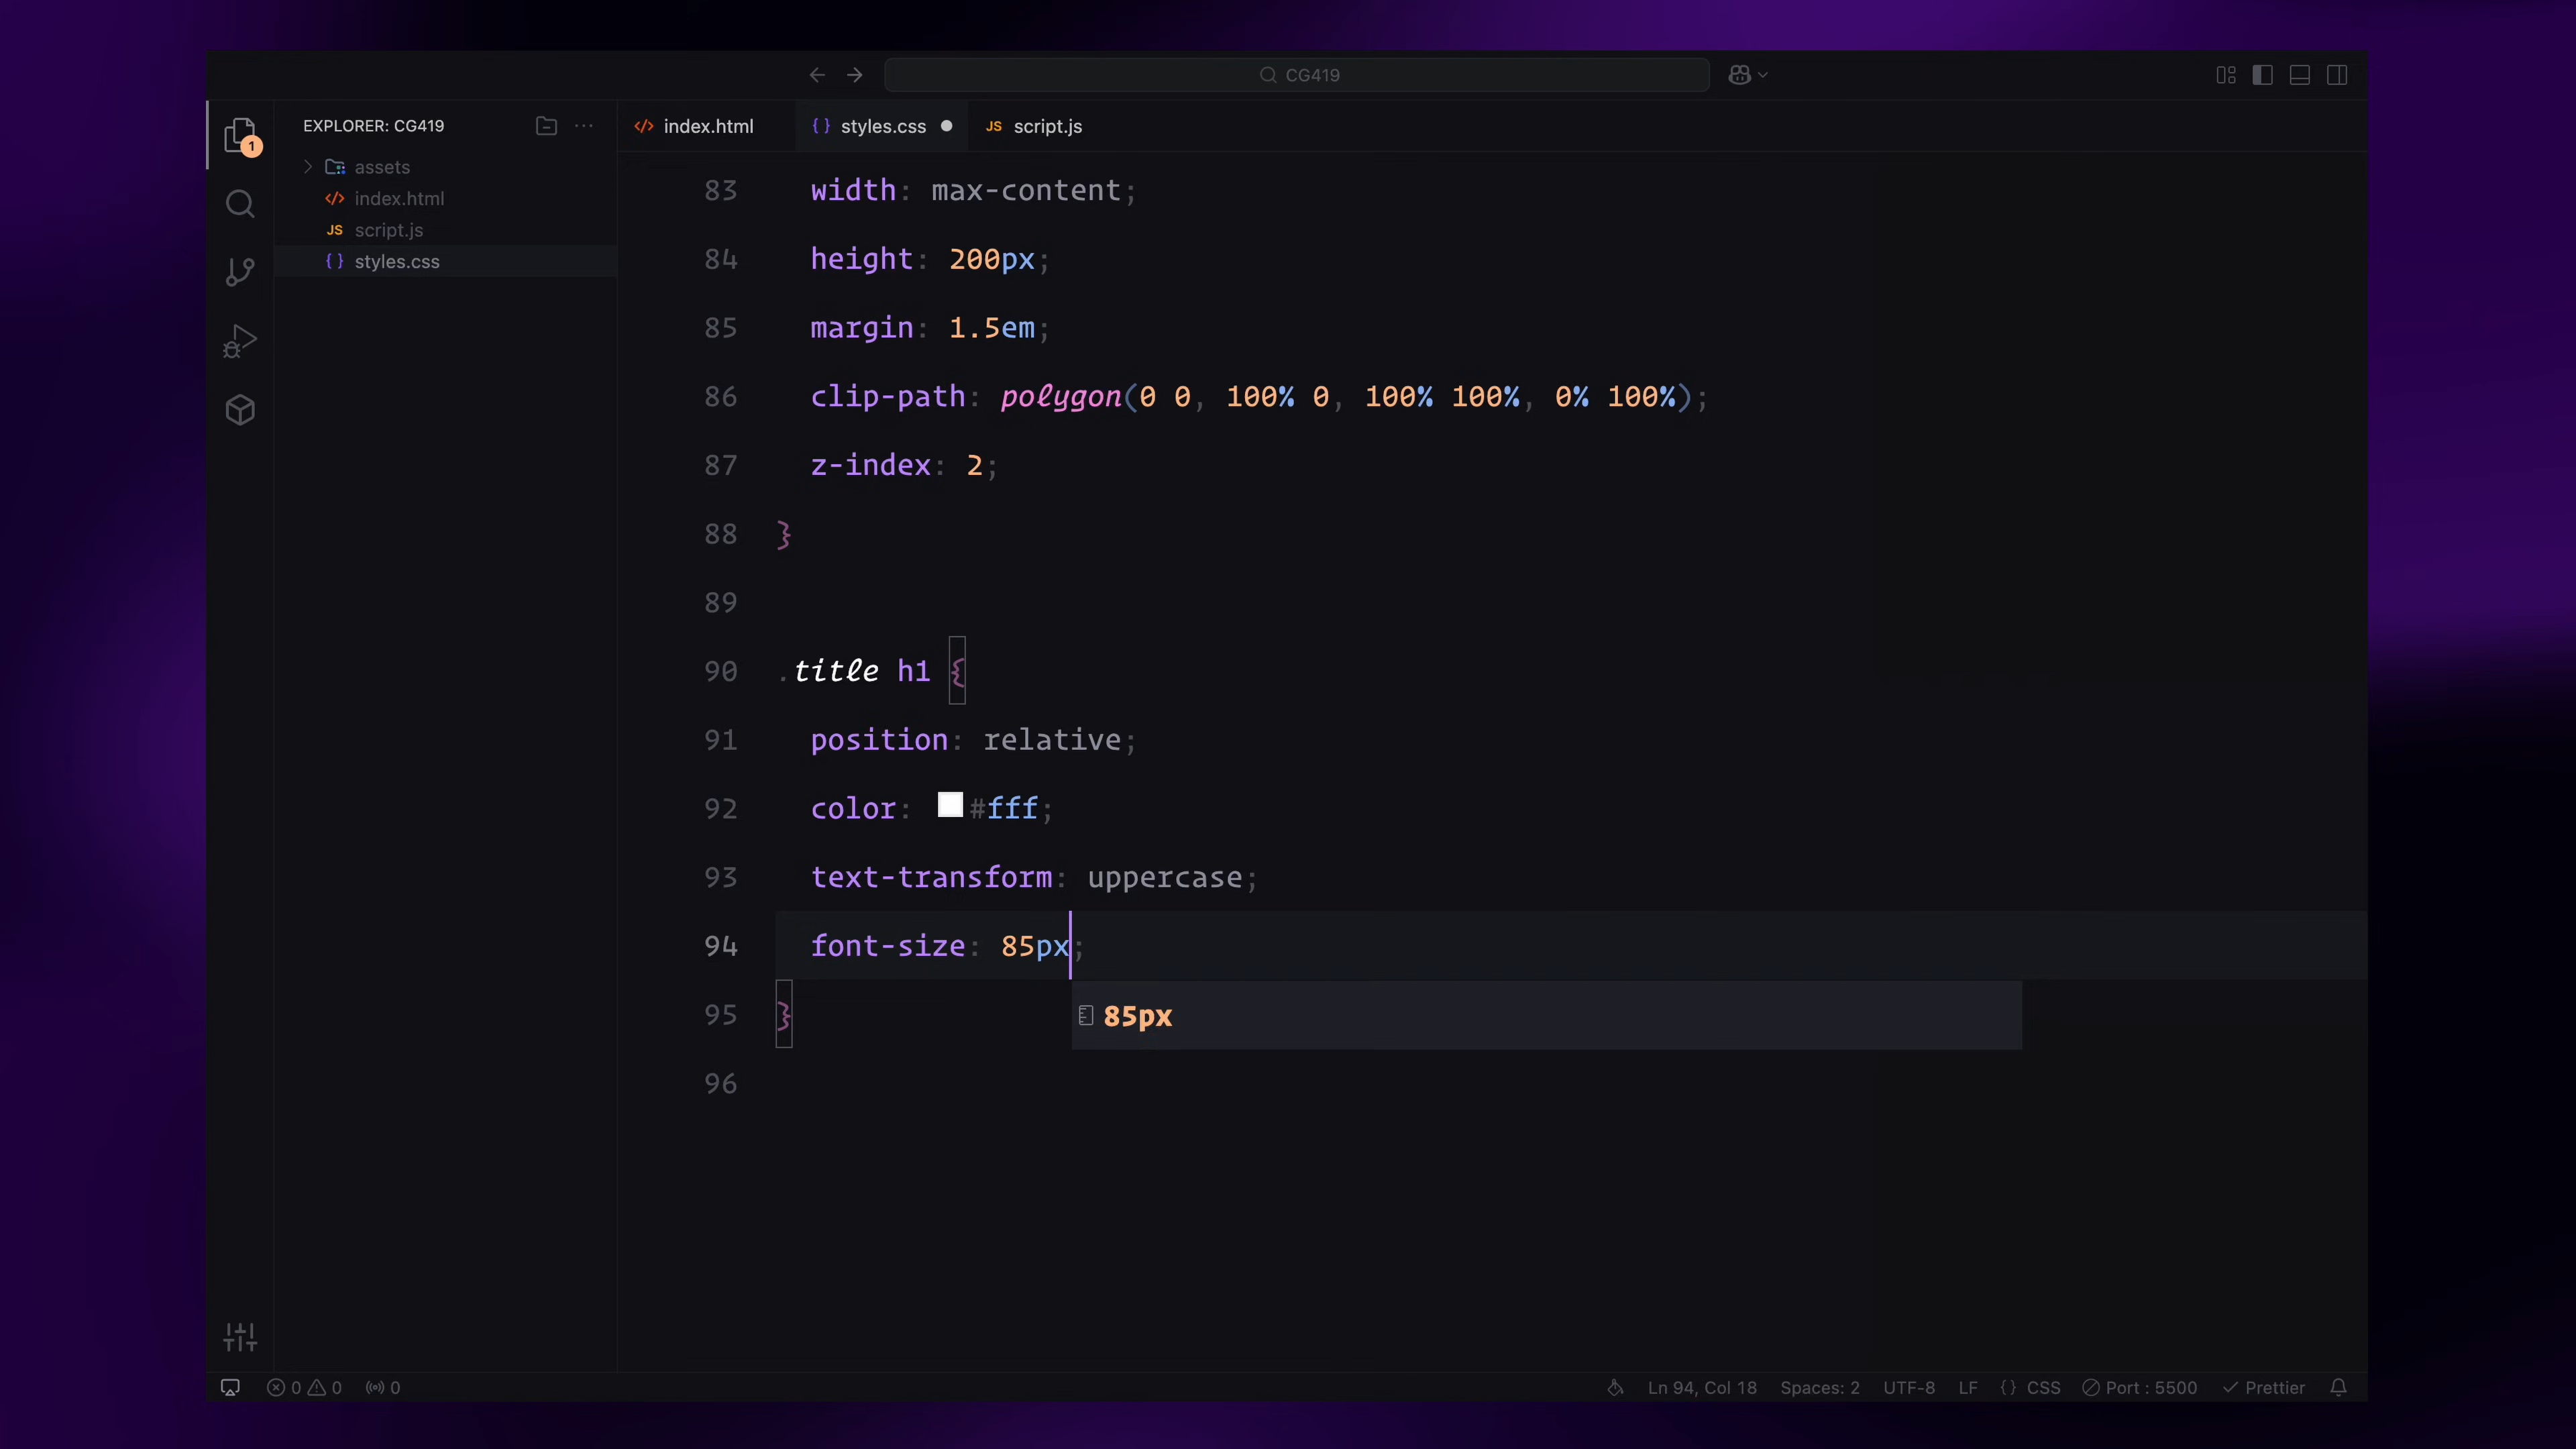 CG419
EXPLORER: CG419
1
assets
index.html
JS script.js
styles.css
index.html
styles.css
JS script.js
83 width: max-content;
84 height: 200px;
85 margin: 1.5em;
86 clip-path: polygon(0 0, 100% 0, 100% 100%, 0% 100%);
87 z-index: 2;
88 }
89
90 .title h1 {
91 position: relative;
92 color: #fff;
93 text-transform: uppercase;
94 font-size: 85px;
95 }
85px
96
0 0 0
Ln 94, Col 18 Spaces: 2 UTF-8 LF {} CSS Port : 5500 Prettier